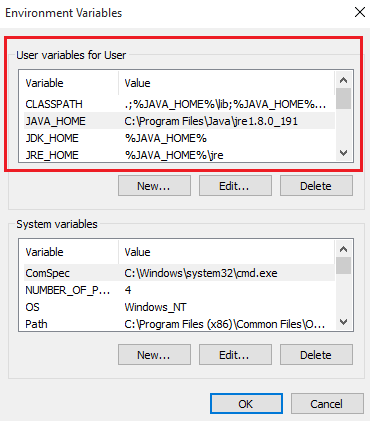 Environment Variables
User variables for User
Variable Value
CLASSPATH .;%JAVA_HOME%\lib;%JAVA_HOME%...
JAVA_HOME C:\Program Files\Java\jre1.8.0_191
JDK_HOME %JAVA_HOME%
JRE_HOME %JAVA_HOME%\jre
New... Edit... Delete
System variables
Variable Value
ComSpec C:\Windows\system32\cmd.exe
NUMBER_OF_P... 4
OS Windows_NT
Path C:\Program Files (x86)\Common Files\O...
New... Edit... Delete
OK Cancel